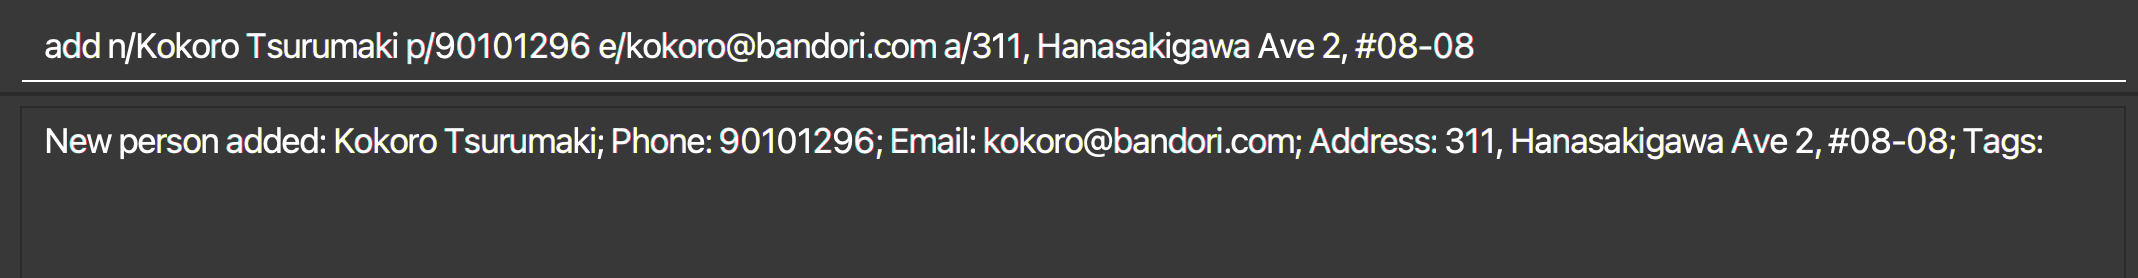 add n/Kokoro Tsurumaki p/90101296 e/kokoro@bandori.com a/311, Hanasakigawa Ave 2, #08-08
New person added: Kokoro Tsurumaki; Phone: 90101296; Email: kokoro@bandori.com; Address: 311, Hanasakigawa Ave 2, #08-08; Tags: